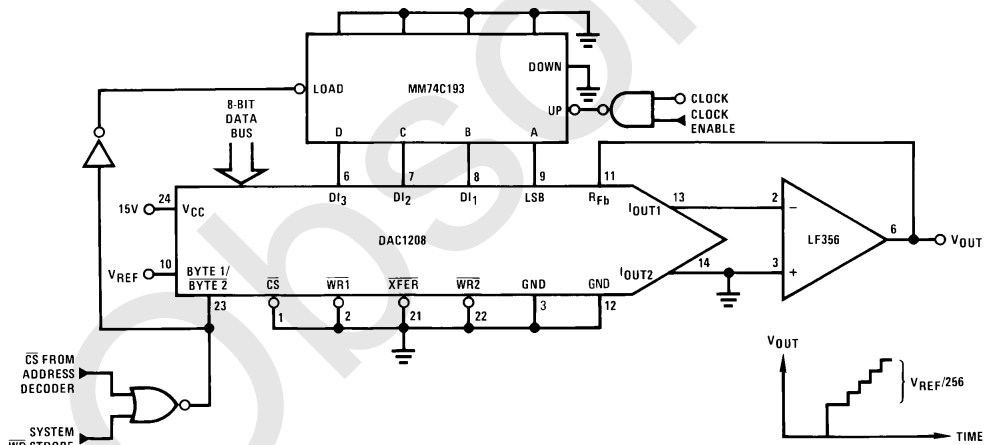 LOAD
MM74C193
DOWN
UP
CLOCK
CLOCK
ENABLE
8-BIT
DATA
BUS
D C B A
6 7 8 9 11
DI3 DI2 DI1 LSB RFb
24
15V
VCC
DAC1208
IOUT1
13
2
−
LF356
6
VOUT
VREF
10
BYTE 1/
BYTE 2
CS WR1 XFER WR2 GND GND
IOUT2
14
3
+
23
1 2 21 22 3 12
CS FROM
ADDRESS
DECODER
SYSTEM
WR STROBE
VOUT
VREF/256
TIME
Obso